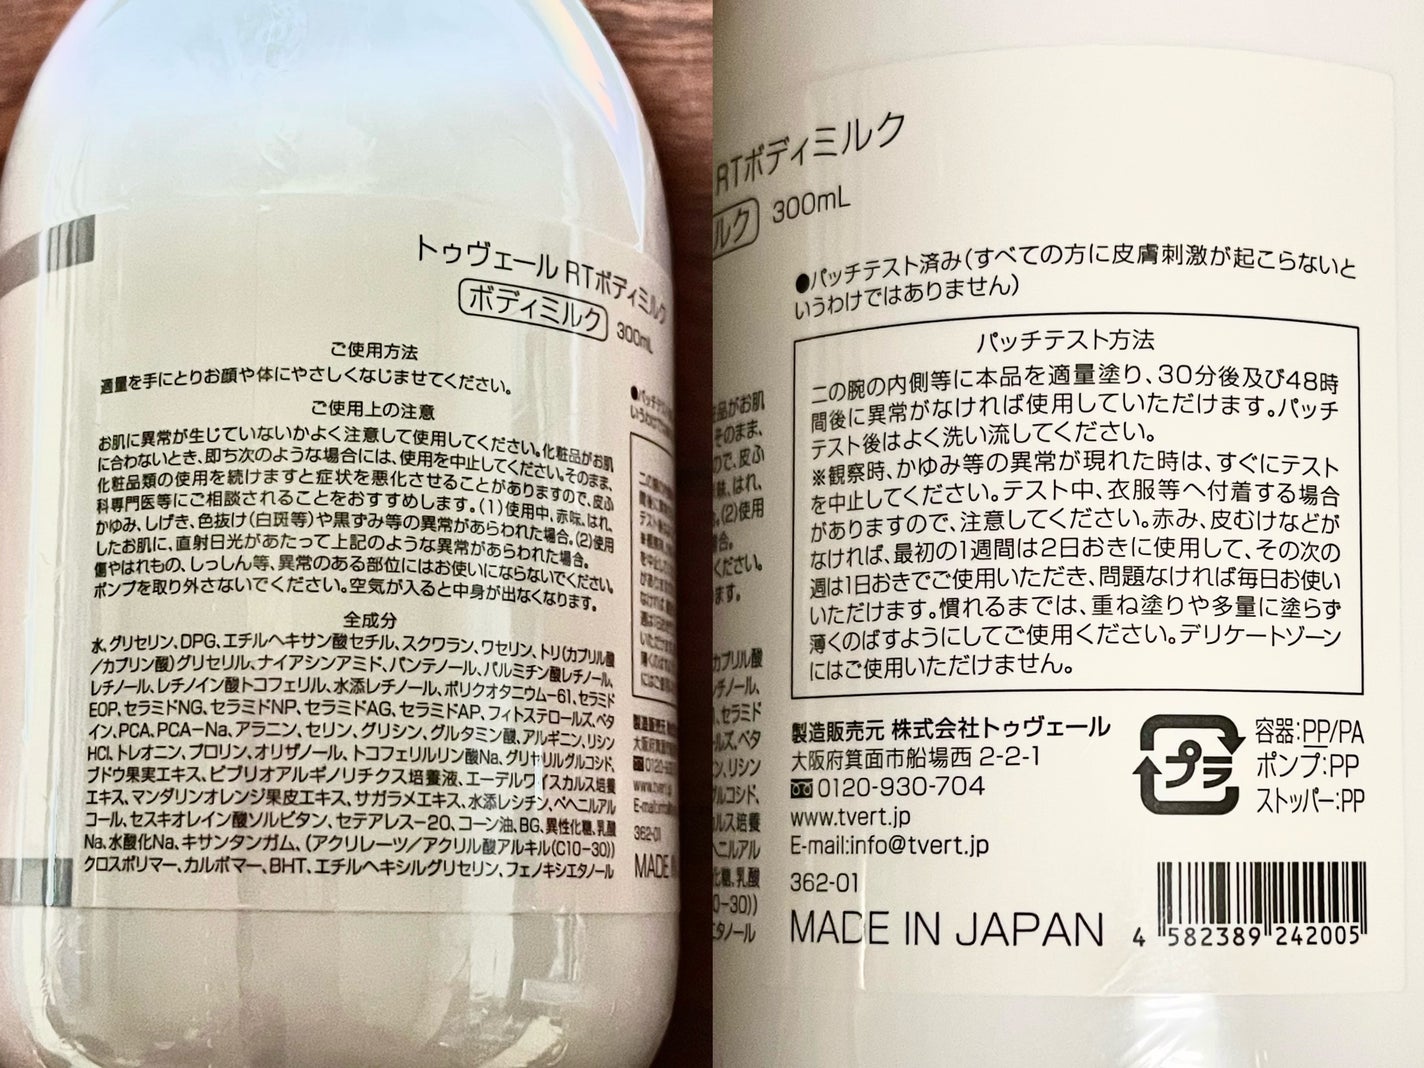 トゥヴェール RTボディミルク
ボディミルク 300mL
ご使用方法
適量を手にとりお顔や体にやさしくなじませてください。
ご使用上の注意
お肌に異常が生じていないかよく注意して使用してください。化粧品がお肌
に合わないとき、即ち次のような場合には、使用を中止してください。そのまま、
化粧品類の使用を続けますと症状を悪化させることがありますので、皮ふ
科専門医等にご相談されることをおすすめします。(1)使用中、赤味、はれ、
かゆみ、しげき、色抜け(白斑等)や黒ずみ等の異常があらわれた場合。(2)使用
したお肌に、直射日光があたって上記のような異常があらわれた場合。
傷やはれもの、しっしん等、異常のある部位にはお使いにならないでください。
ポンプを取り外さないでください。空気が入ると中身が出なくなります。
全成分
水、グリセリン、DPG、エチルヘキサン酸セチル、スクワラン、ワセリン、トリ(カプリル酸
/カプリン酸)グリセリル、ナイアシンアミド、パンテノール、パルミチン酸レチノール、
レチノール、レチノイン酸トコフェリル、水添レチノール、ポリクオタニウム-61、セラミド
EOP、セラミドNG、セラミドNP、セラミドAG、セラミドAP、フィトステロールズ、ベタ
イン、PCA、PCA-Na、アラニン、セリン、グリシン、グルタミン酸、アルギニン、リシン
HCl、トレオニン、プロリン、オリザノール、トコフェリルリン酸Na、グリセリルグルコシド、
ブドウ果実エキス、ビブリオアルギノリチクス培養液、エーデルワイスカルス培養
エキス、マンダリンオレンジ果皮エキス、サガラメエキス、水添レシチン、ベヘニルアル
コール、セスキオレイン酸ソルビタン、セテアレス-20、コーン油、BG、異性化糖、乳酸
Na、水酸化Na、キサンタンガム、(アクリレーツ/アクリル酸アルキル(C10-30))
クロスポリマー、カルボマー、BHT、エチルヘキシルグリセリン、フェノキシエタノール
RTボディミルク
ルク 300mL
●パッチテスト済み(すべての方に皮膚刺激が起こらないと
いうわけではありません)
パッチテスト方法
二の腕の内側等に本品を適量塗り、30分後及び48時
間後に異常がなければ使用していただけます。パッチ
テスト後はよく洗い流してください。
※観察時、かゆみ等の異常が現れた時は、すぐにテスト
を中止してください。テスト中、衣服等へ付着する場合
がありますので、注意してください。赤み、皮むけなどが
なければ、最初の1週間は2日おきに使用して、その次の
週は1日おきでご使用いただき、問題なければ毎日お使い
いただけます。慣れるまでは、重ね塗りや多量に塗らず
薄くのばすようにしてご使用ください。デリケートゾーン
にはご使用いただけません。
製造販売元 株式会社トゥヴェール
大阪府箕面市船場西 2-2-1
0120-930-704
www.tvert.jp
E-mail:info@tvert.jp
362-01
MADE IN JAPAN
プラ
容器:PP/PA
ポンプ:PP
ストッパー:PP
4 582389 242005